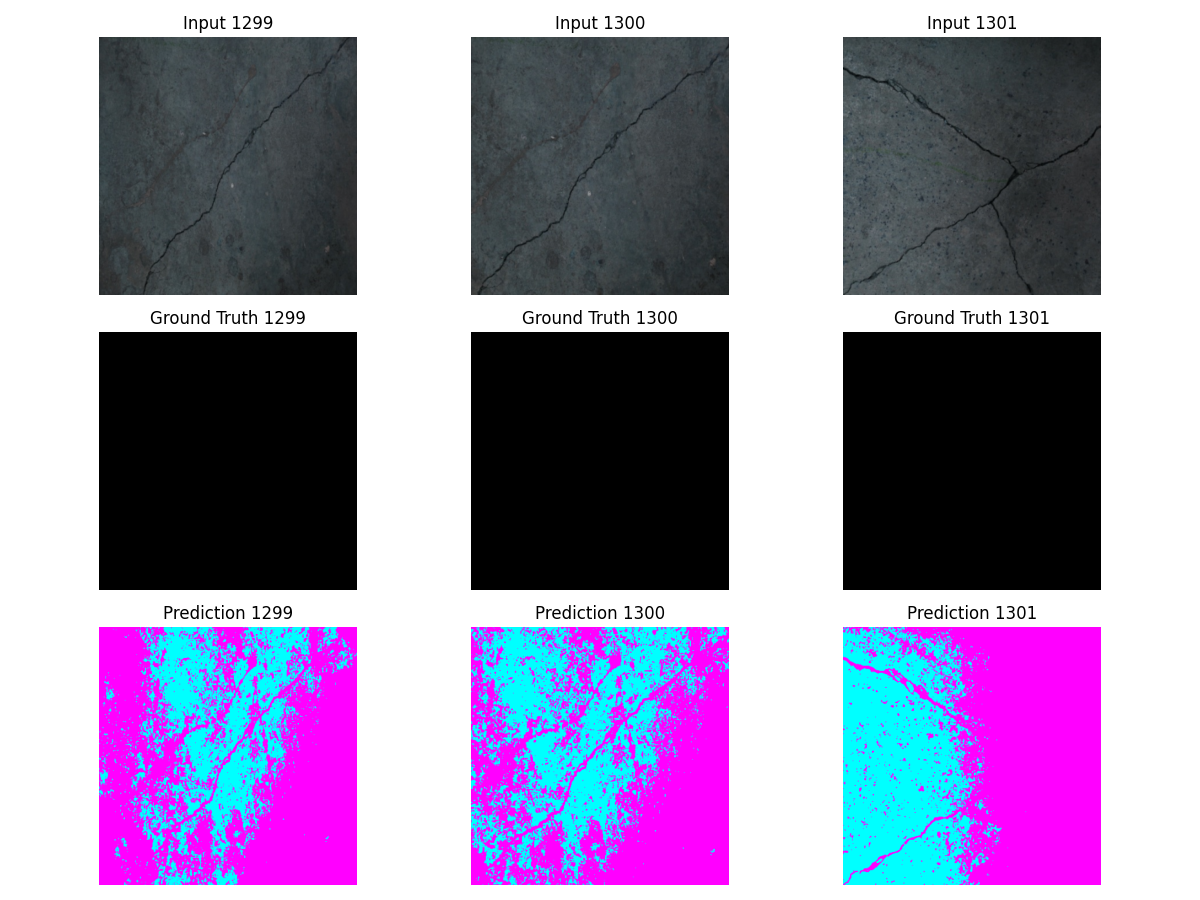 Input 1299
Input 1300
Input 1301
Ground Truth 1299
Ground Truth 1300
Ground Truth 1301
Prediction 1299
Prediction 1300
Prediction 1301